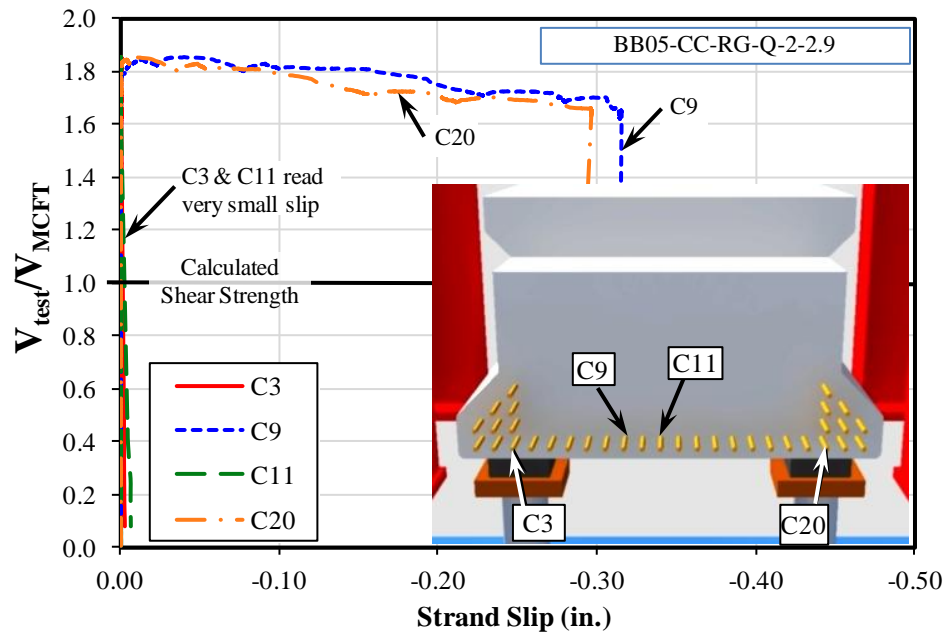 BB05-CC-RG-Q-2-2.9
2.0
1.8
1.6
1.4
1.2
1.0
0.8
0.6
0.4
0.2
0.0
Vtest/VMCFT
C20
C9
C3 & C11 read
very small slip
Calculated
Shear Strength
C3
C9
C11
C20
C9
C11
C3
C20
0.00
-0.10
-0.20
-0.30
-0.40
-0.50
Strand Slip (in.)